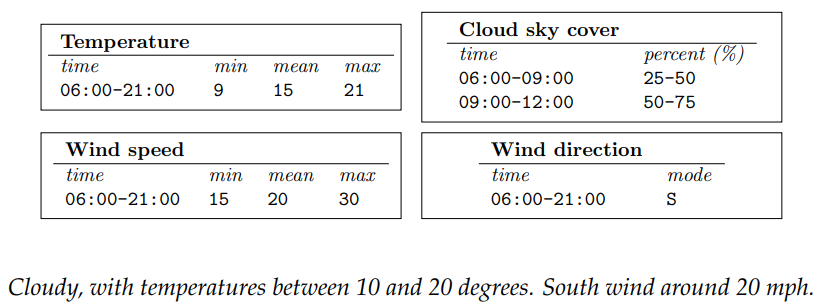 Temperature
time min mean max
06:00-21:00 9 15 21
Cloud sky cover
time percent (%)
06:00-09:00 25-50
09:00-12:00 50-75
Wind speed
time min mean max
06:00-21:00 15 20 30
Wind direction
time mode
06:00-21:00 S
Cloudy, with temperatures between 10 and 20 degrees. South wind around 20 mph.